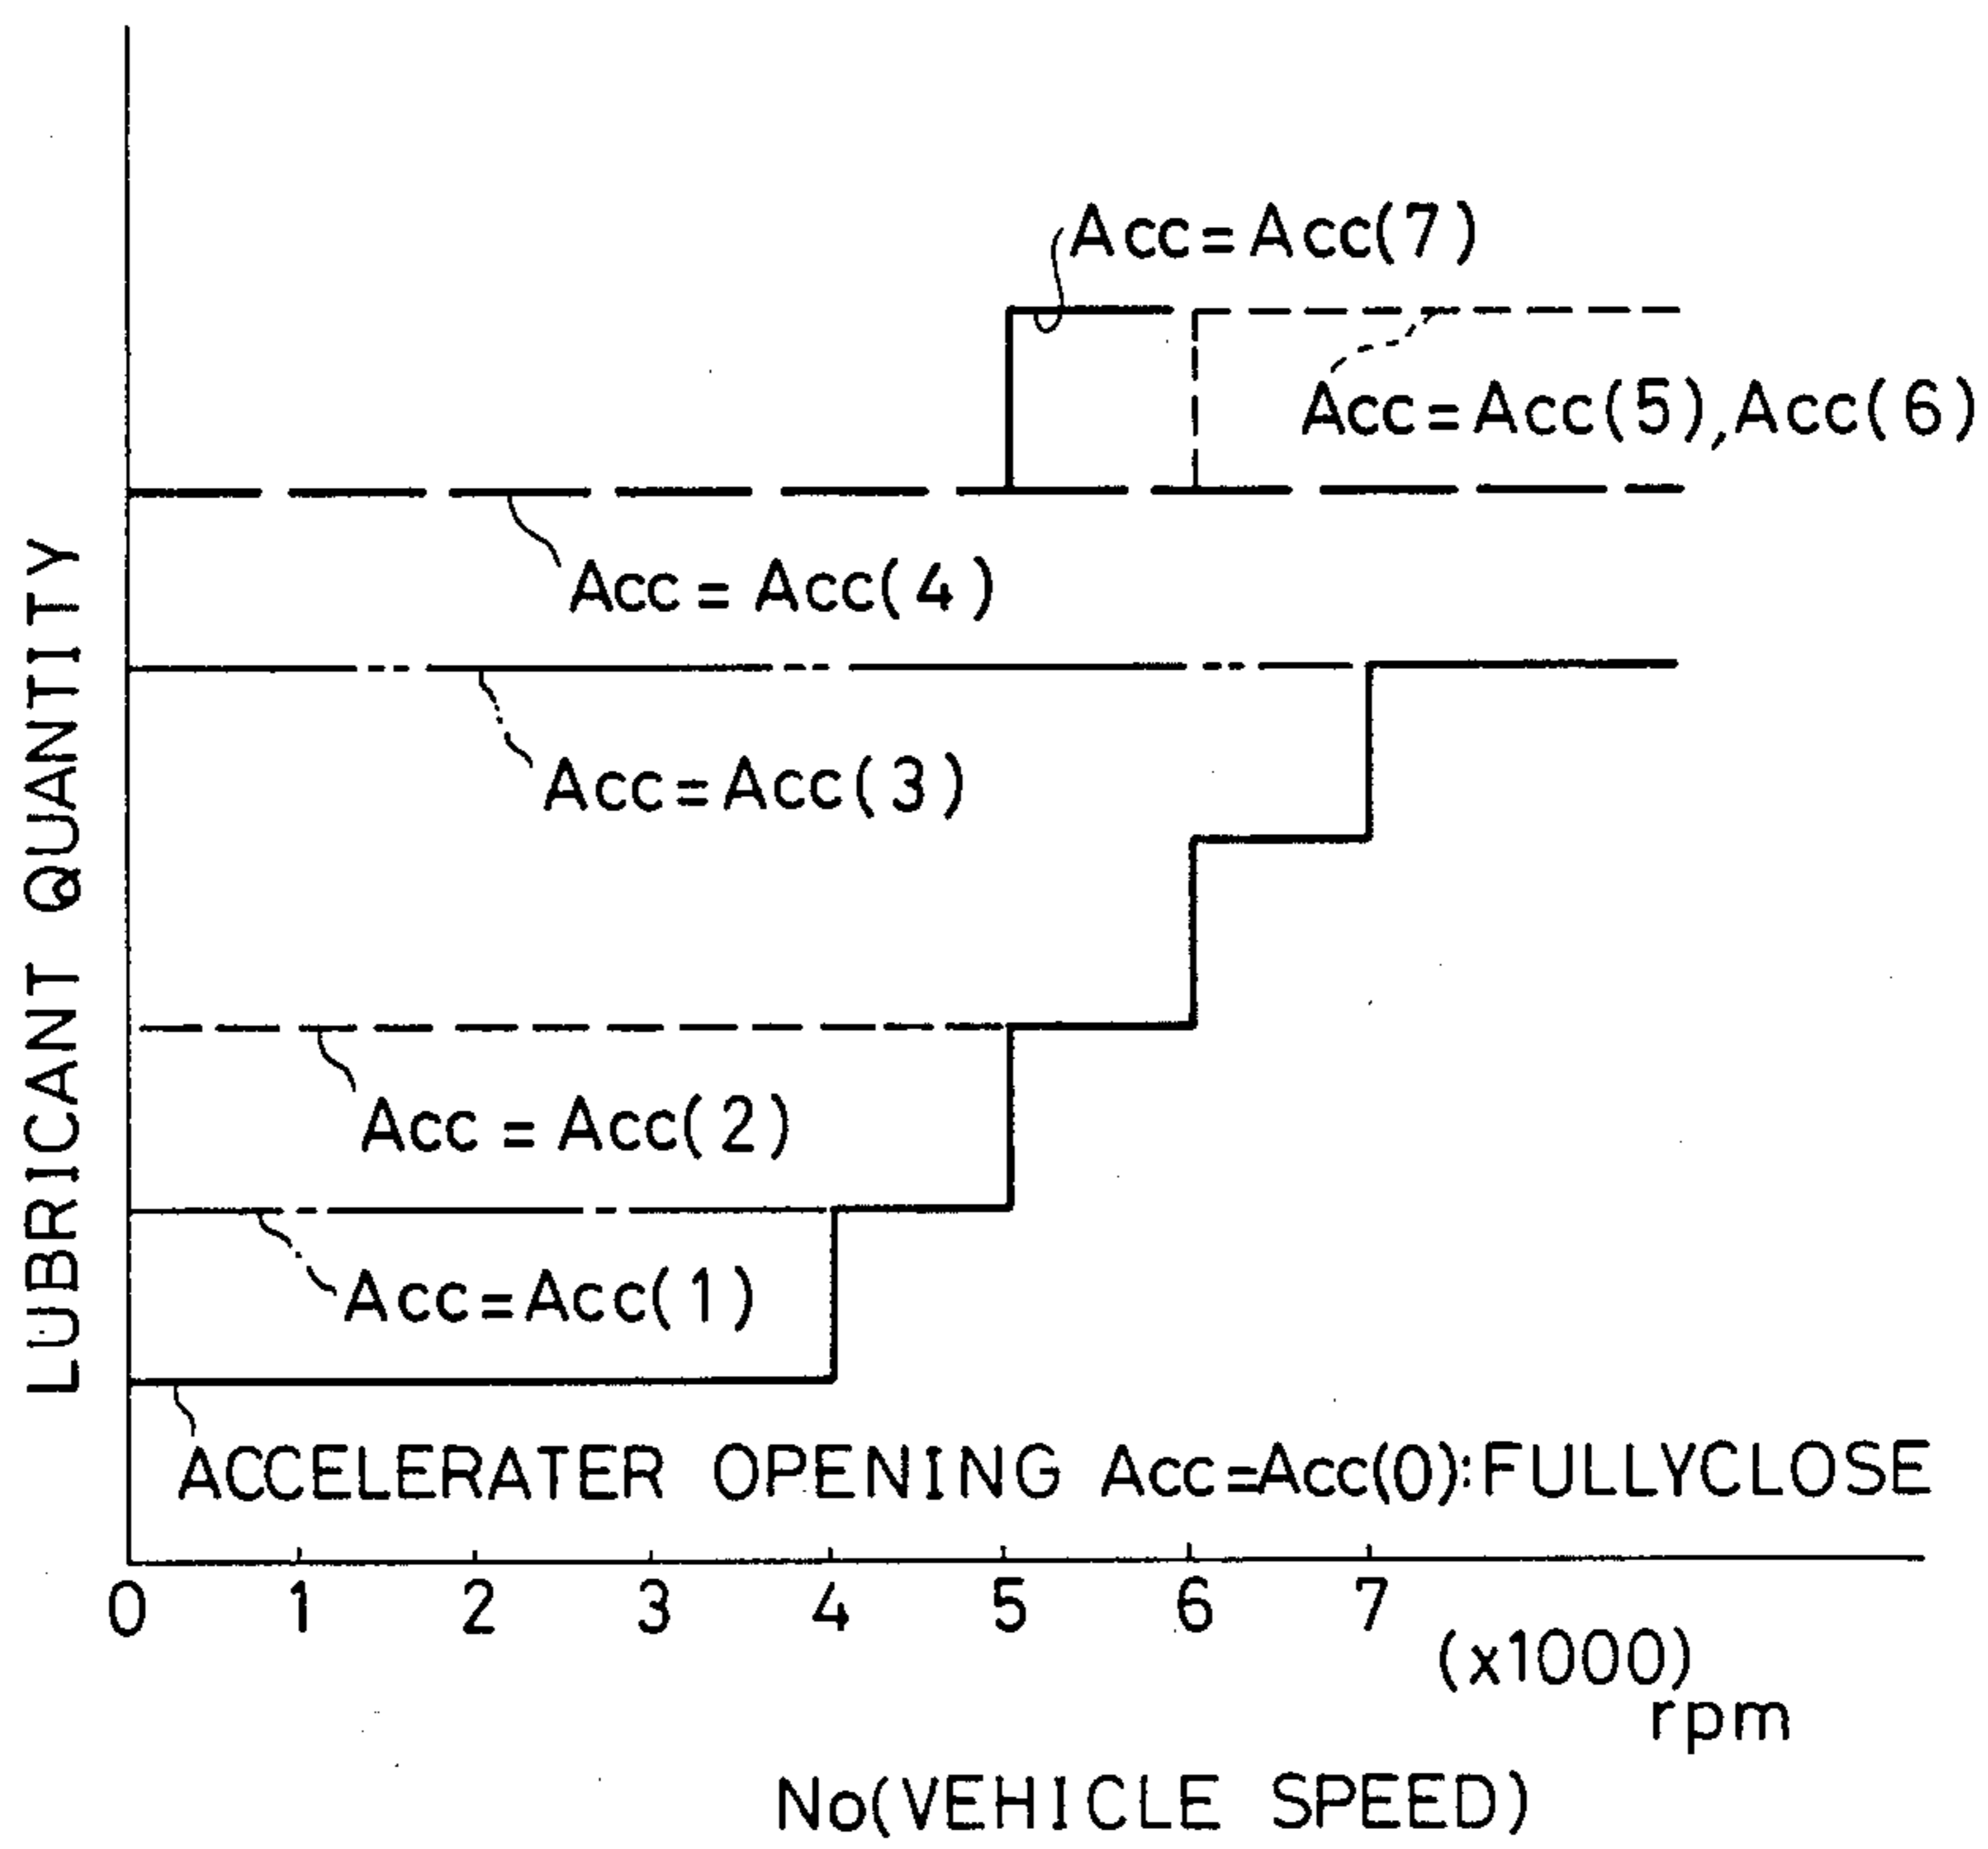 Acc=Acc(7)
Acc=Acc(5),Acc(6)
Acc=Acc(4)
Acc=Acc(3)
Acc=Acc(2)
Acc=Acc(1)
ACCELERATER OPENING Acc=Acc(0):FULLYCLOSE
LUBRICANT QUANTITY
0 1 2 3 4 5 6 7
(x1000)
rpm
No(VEHICLE SPEED)